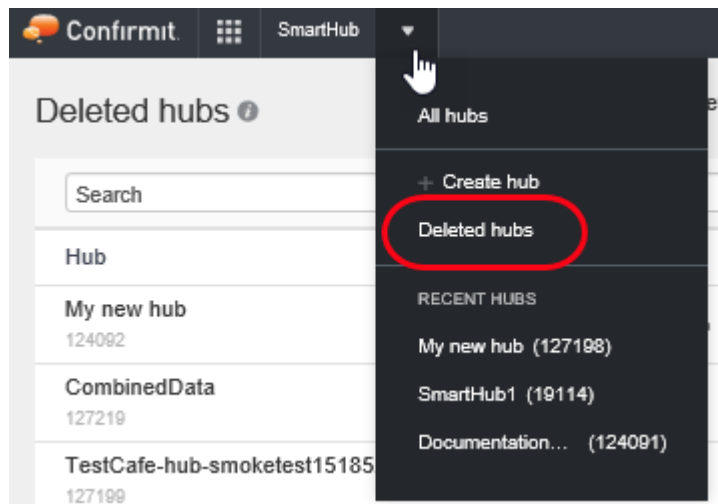 Confirmit.
SmartHub
Deleted hubs
Search
Hub
My new hub
124092
CombinedData
127219
TestCafe-hub-smoketest15185
127199
All hubs
+ Create hub
Deleted hubs
RECENT HUBS
My new hub (127198)
SmartHub1 (19114)
Documentation... (124091)